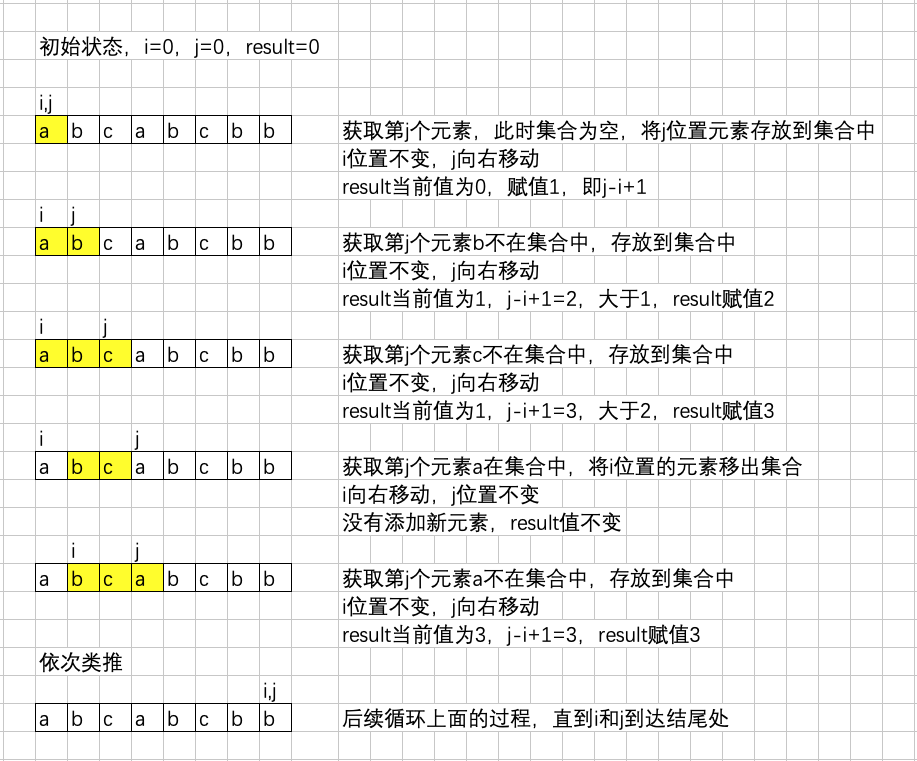 初始状态，i=0，j=0，result=0
i,j
a b c a b c b b
获取第j个元素，此时集合为空，将j位置元素存放到集合中
i位置不变，j向右移动
result当前值为0，赋值1，即j-i+1
i j
a b c a b c b b
获取第j个元素b不在集合中，存放到集合中
i位置不变，j向右移动
result当前值为1，j-i+1=2，大于1，result赋值2
i j
a b c a b c b b
获取第j个元素c不在集合中，存放到集合中
i位置不变，j向右移动
result当前值为1，j-i+1=3，大于2，result赋值3
i j
a b c a b c b b
获取第j个元素a在集合中，将i位置的元素移出集合
i向右移动，j位置不变
没有添加新元素，result值不变
i j
a b c a b c b b
获取第j个元素a不在集合中，存放到集合中
i位置不变，j向右移动
result当前值为3，j-i+1=3，result赋值3
依次类推
i,j
a b c a b c b b
后续循环上面的过程，直到i和j到达结尾处